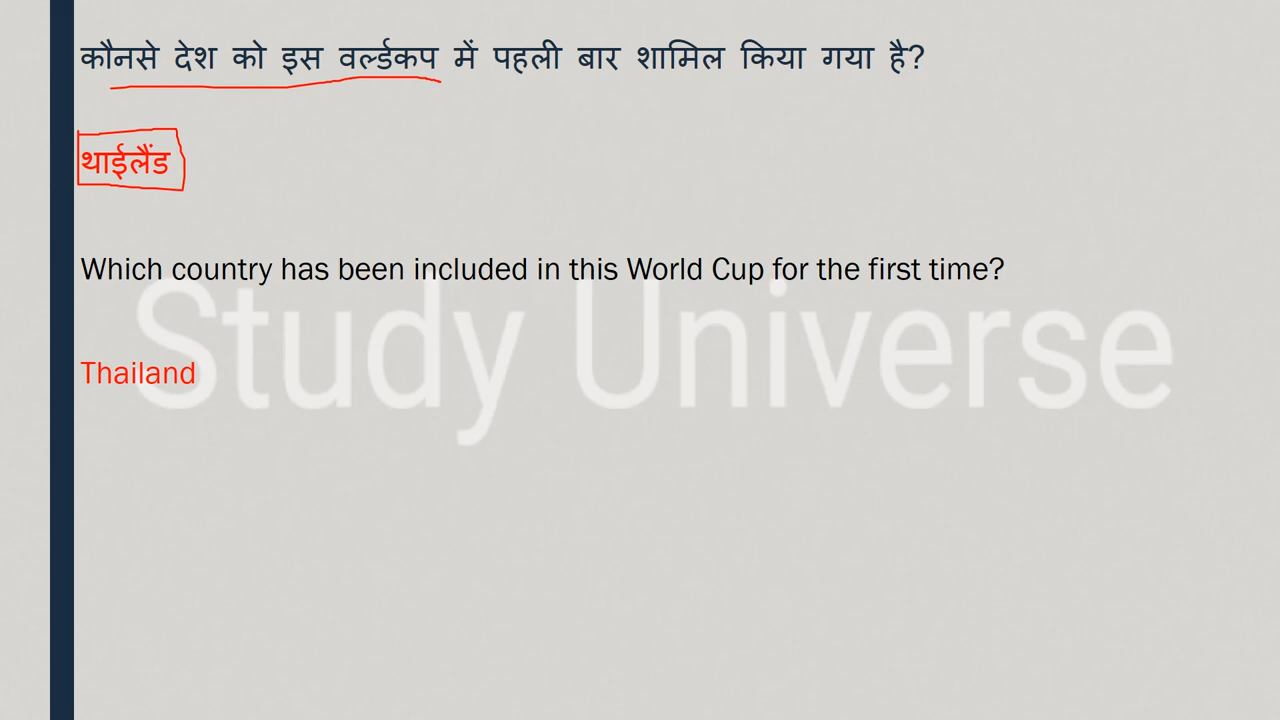 कौनसे देश को इस वर्ल्डकप में पहली बार शामिल किया गया है?
थाईलैंड
Which country has been included in this World Cup for the first time?
Study Universe
Thailand